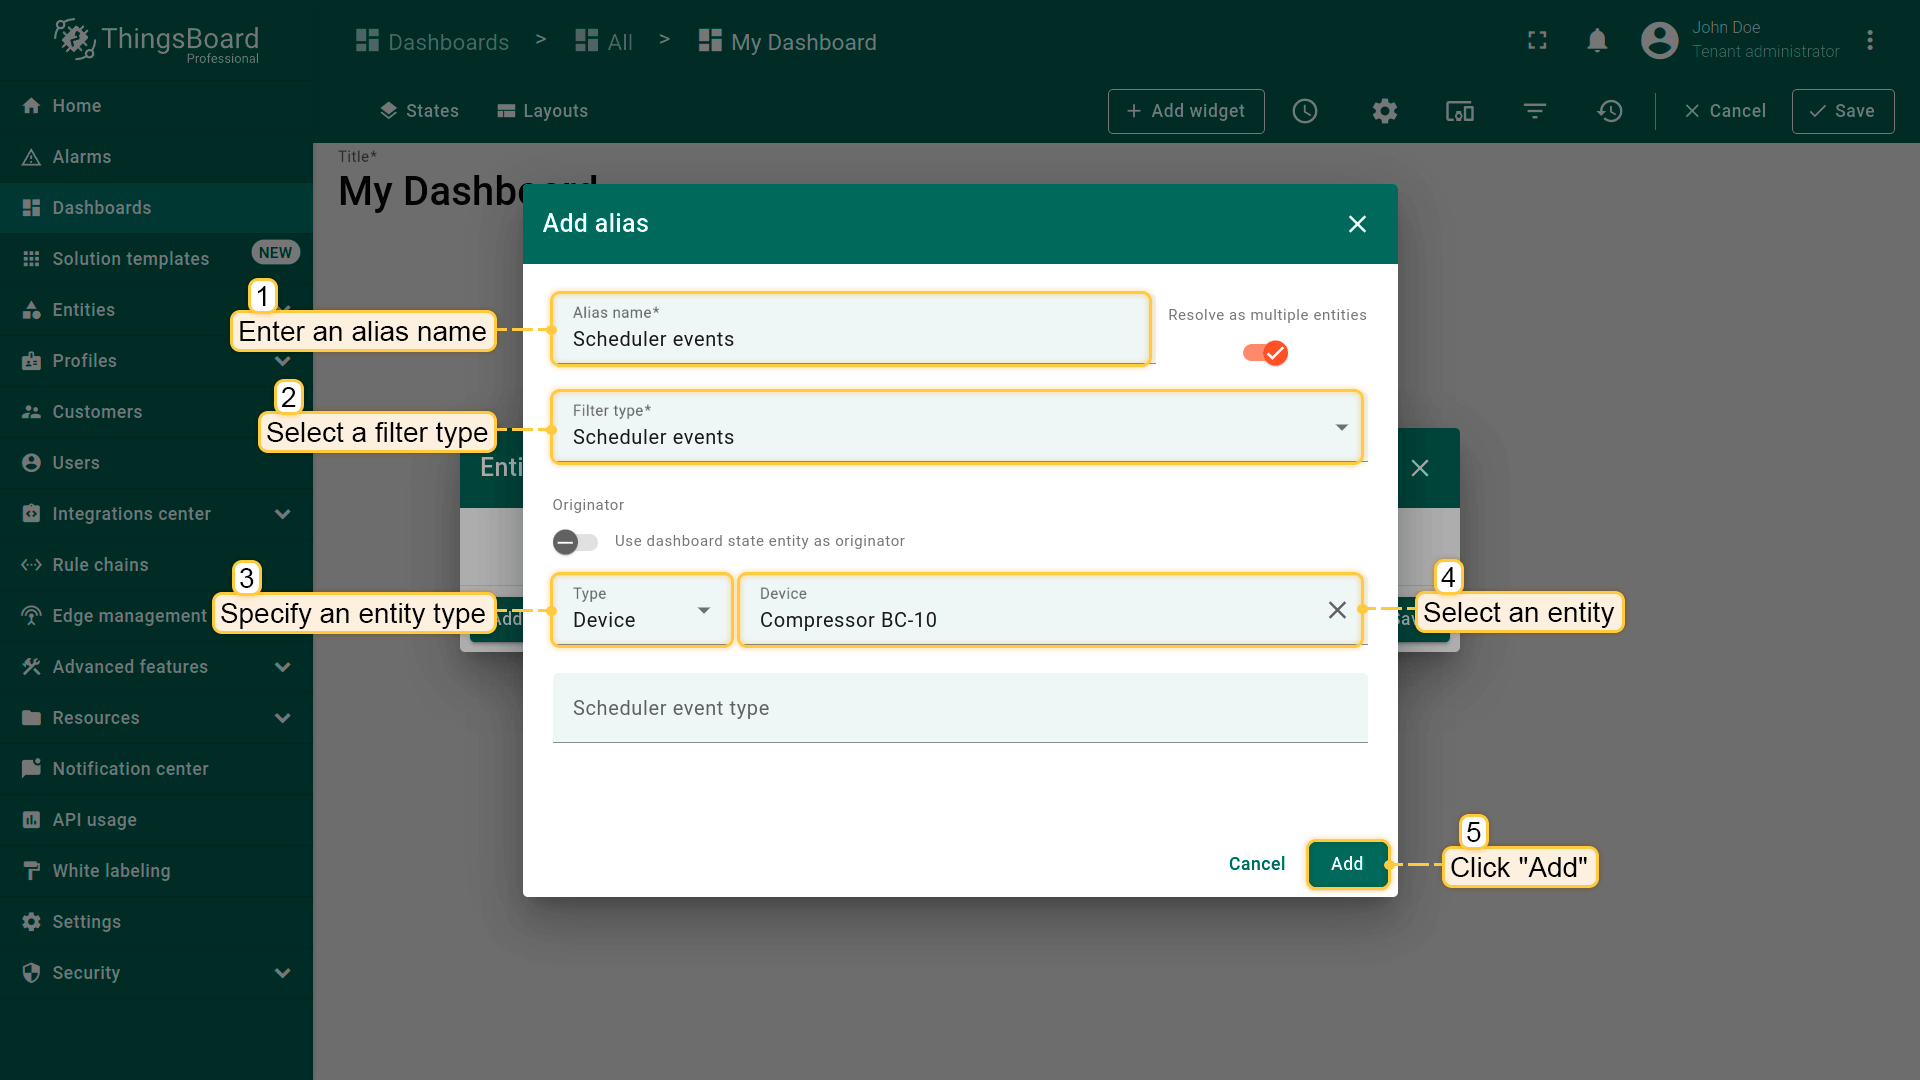 ThingsBoard
Professional
Dashboards > All > My Dashboard
John Doe
Tenant administrator
Home
Alarms
Dashboards
Solution templates
NEW
Entities
Profiles
Customers
Users
Integrations center
Rule chains
Edge management
Advanced features
Resources
Notification center
API usage
White labeling
Settings
Security
States
Layouts
+ Add widget
Cancel
Save
Title*
My Dashboard
Add alias
1
Enter an alias name
Alias name*
Scheduler events
Resolve as multiple entities
2
Select a filter type
Filter type*
Scheduler events
Enti
Originator
Use dashboard state entity as originator
3
Specify an entity type
Type
Device
Device
Compressor BC-10
4
Select an entity
Scheduler event type
Cancel
Add
5
Click "Add"